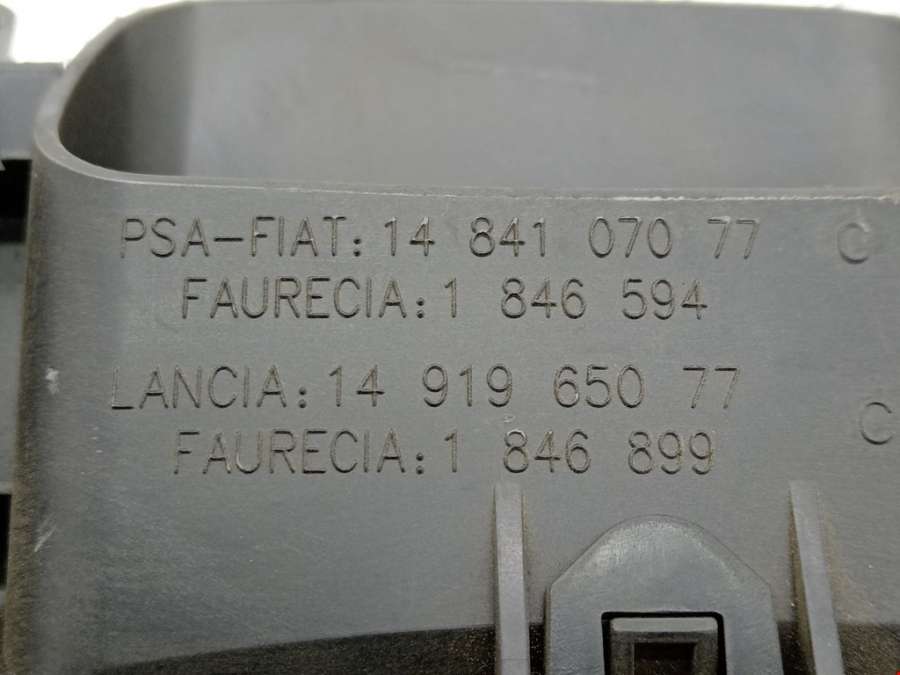 PSA-FIAT: 14 841 070 77 C
FAURECIA: 1 846 594
LANCIA: 14 919 650 77
C
FAURECIA: 1 846 899